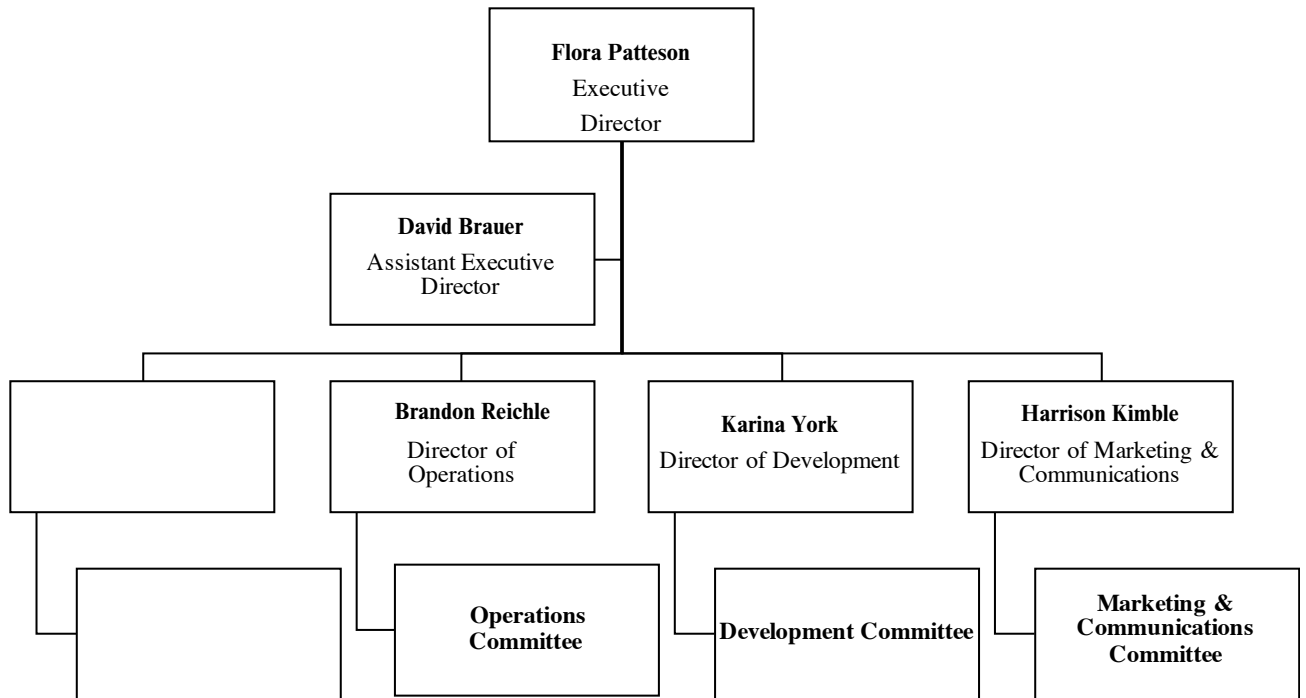 Flora Patteson
Executive
Director
David Brauer
Assistant Executive
Director
Brandon Reichle
Director of
Operations
Karina York
Director of Development
Harrison Kimble
Director of Marketing &
Communications
Operations
Committee
Development Committee
Marketing &
Communications
Committee